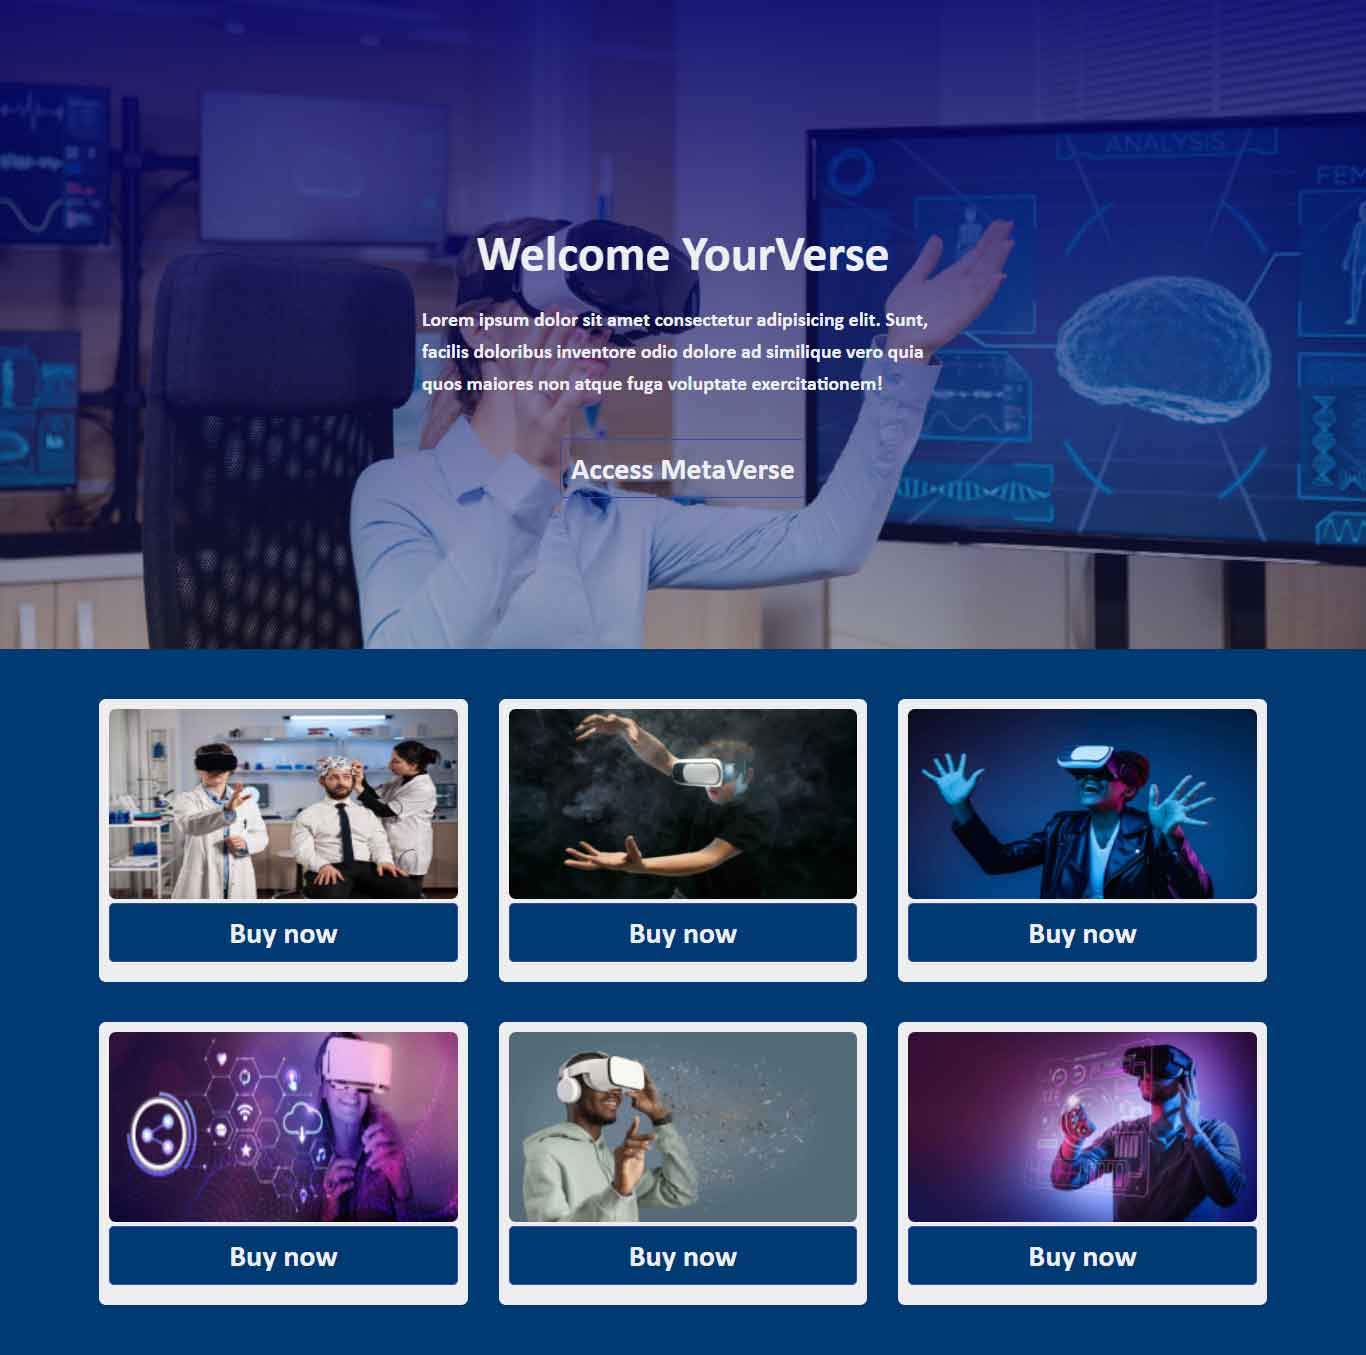 ANALYSIS
FEM
Welcome YourVerse
Lorem ipsum dolor sit amet consectetur adipisicing elit. Sunt,
facilis doloribus inventore odio dolore ad similique vero quia
quos maiores non atque fuga voluptate exercitationem!
Access MetaVerse
Buy now
Buy now
Buy now
Buy now
Buy now
Buy now